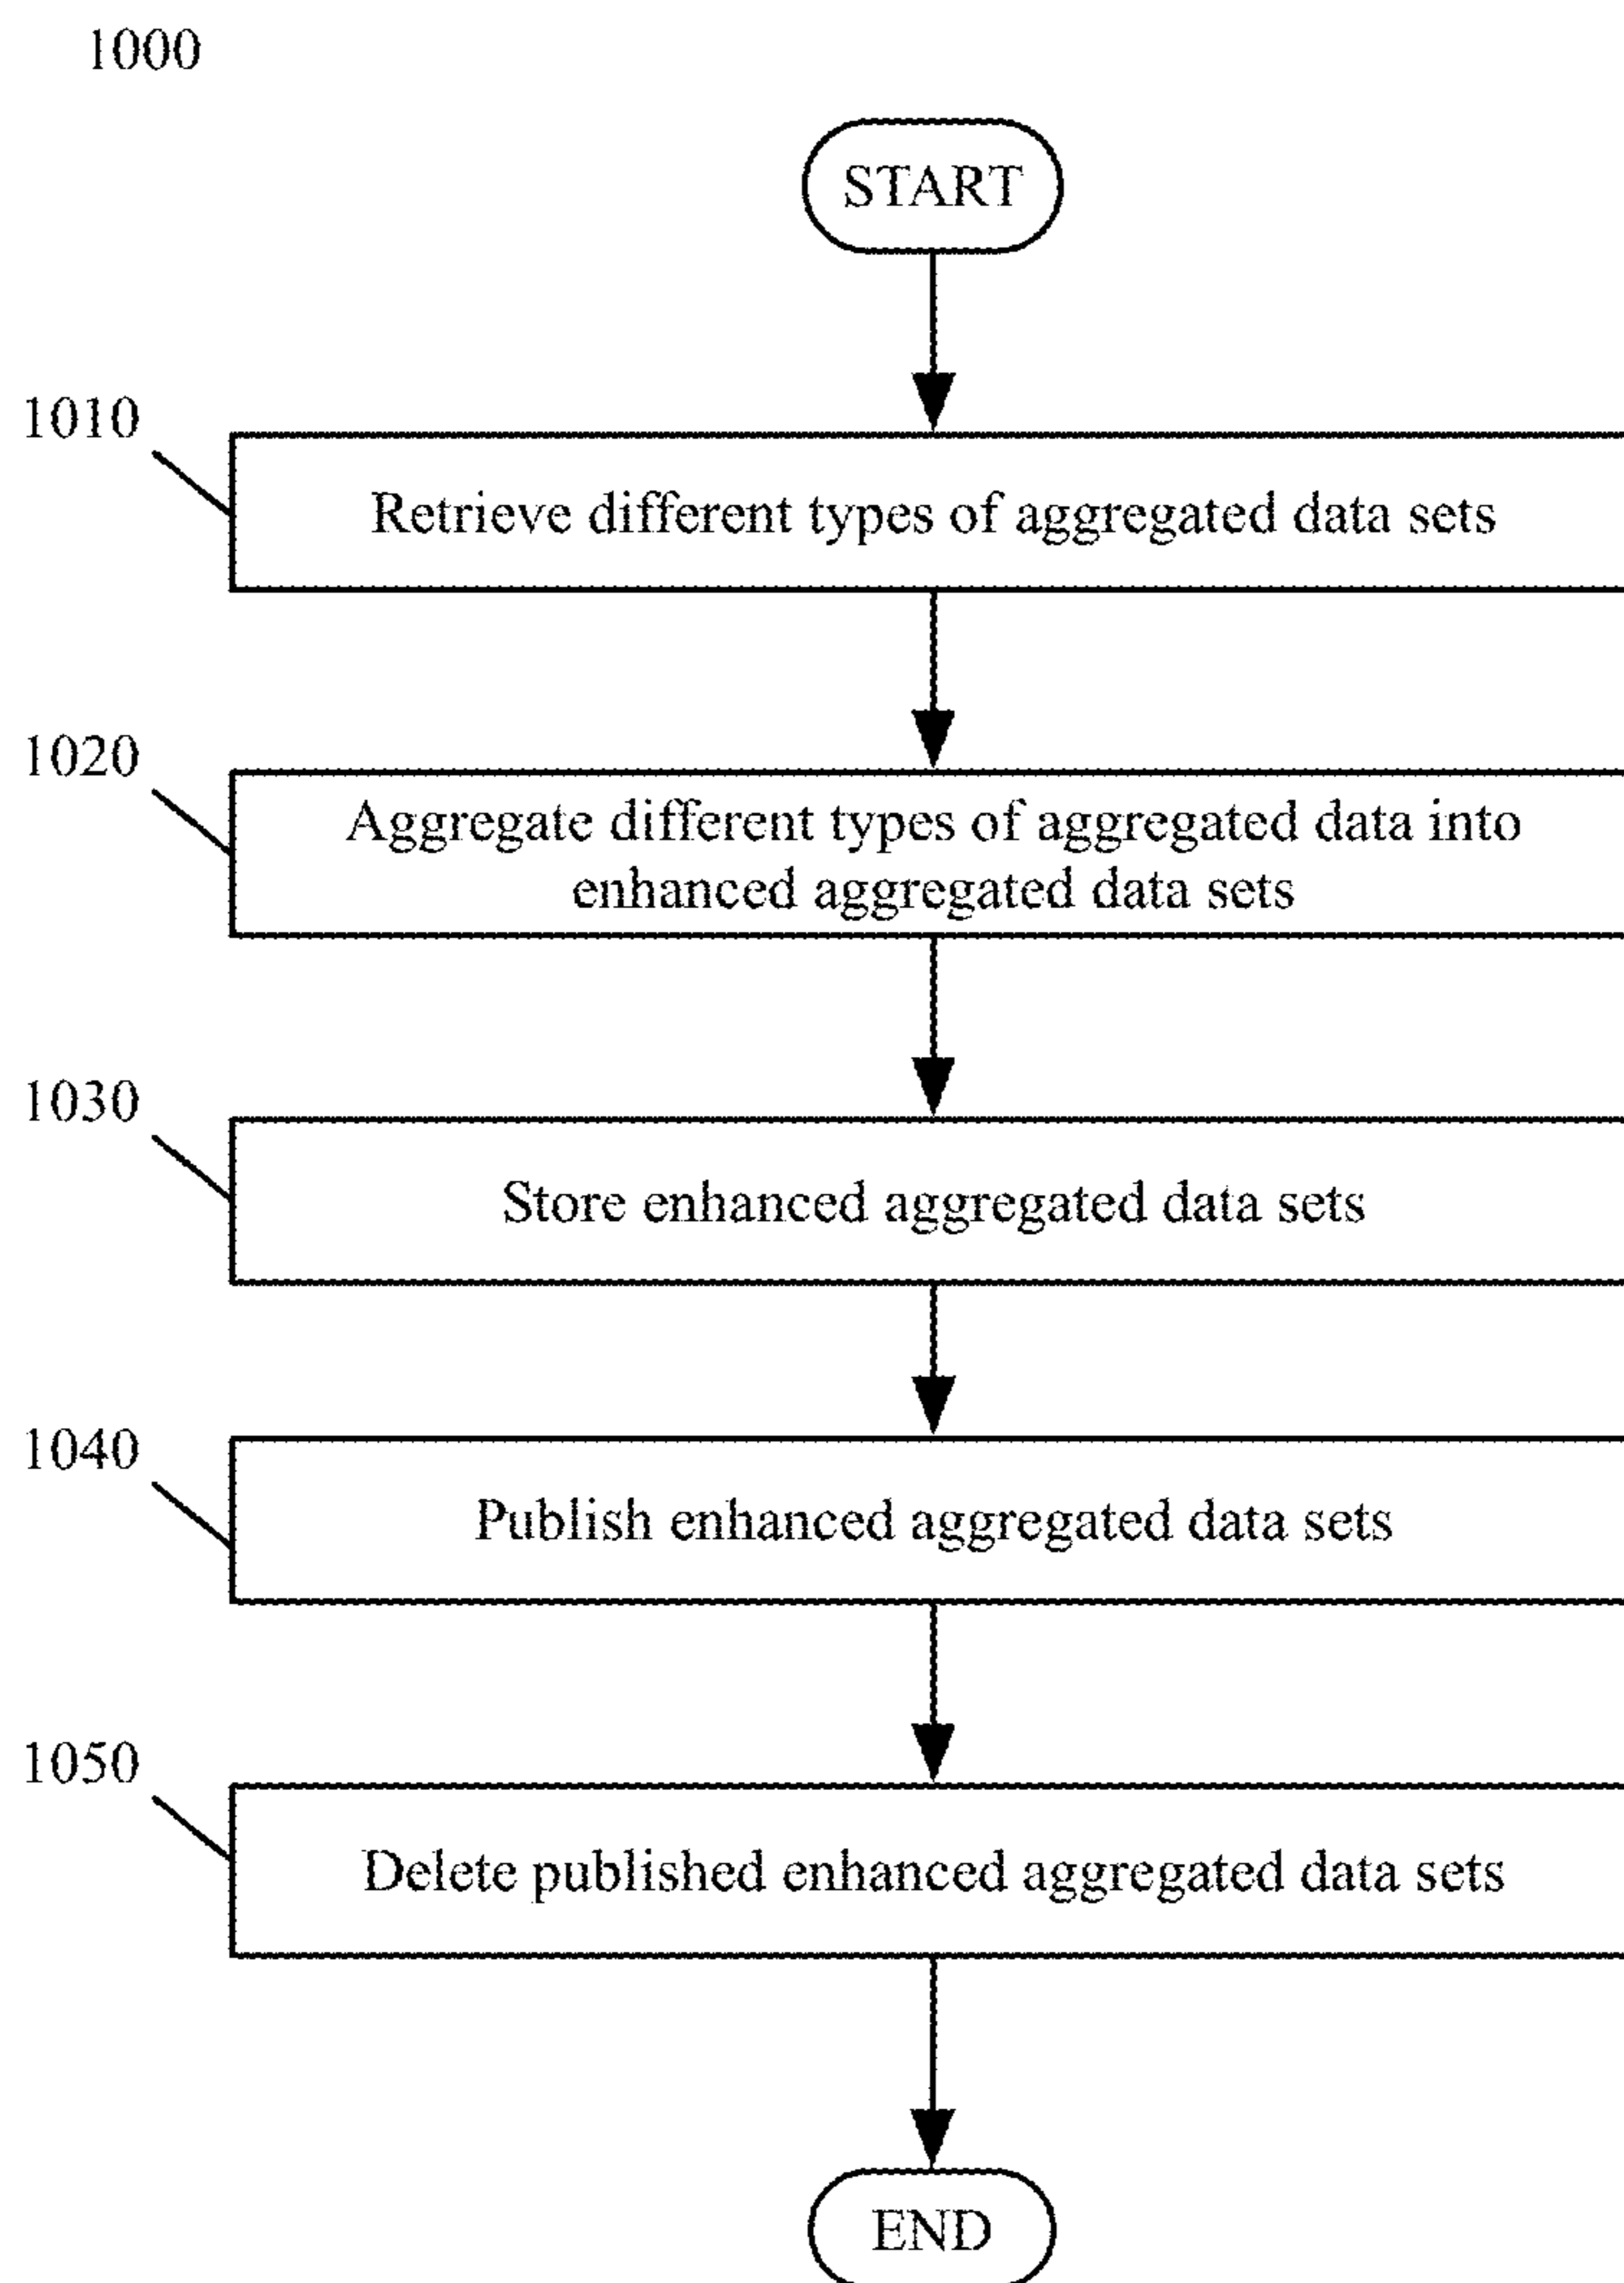 1000
START
1010
Retrieve different types of aggregated data sets
1020
Aggregate different types of aggregated data into
enhanced aggregated data sets
1030
Store enhanced aggregated data sets
1040
Publish enhanced aggregated data sets
1050
Delete published enhanced aggregated data sets
END